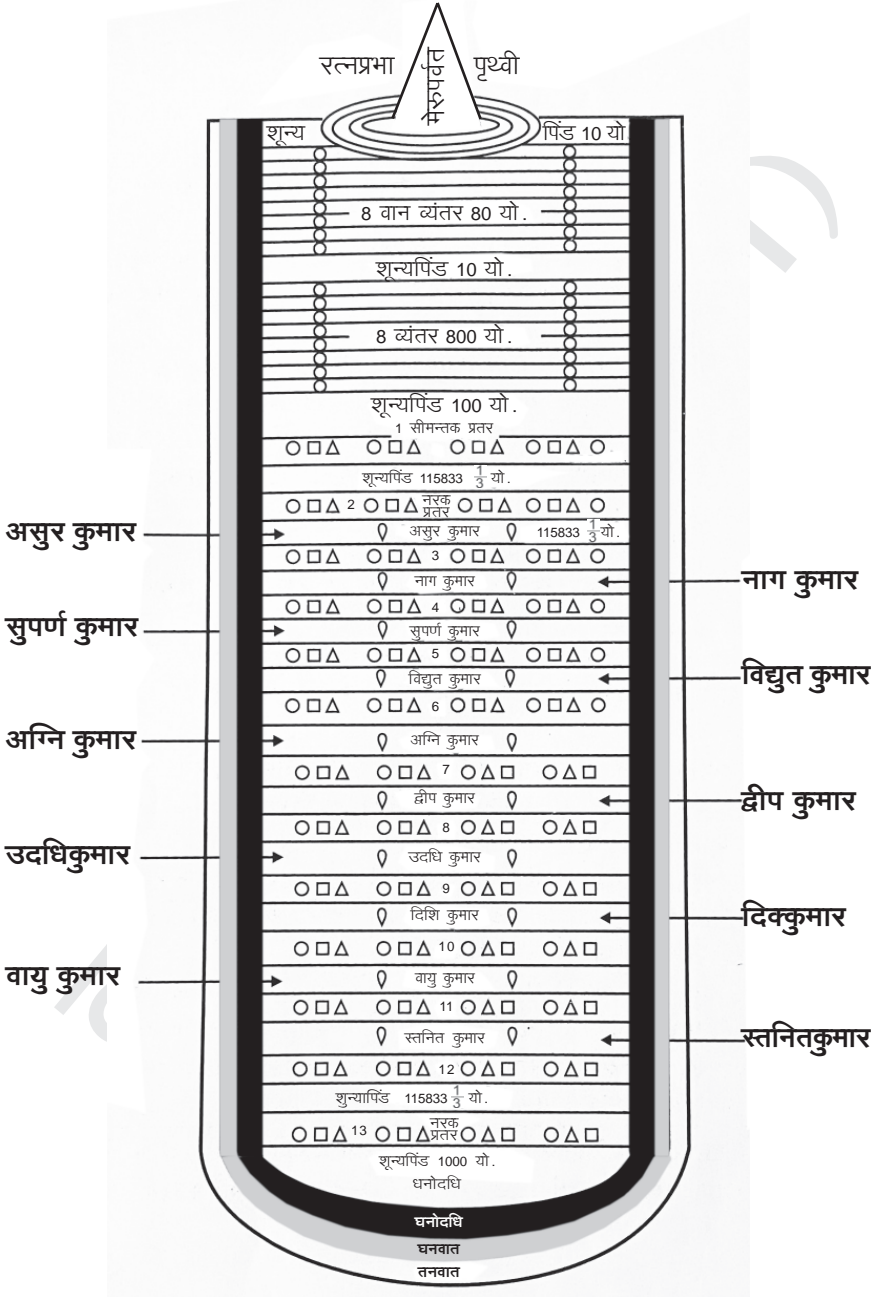 रत्नप्रभा मेरुपर्वत पृथ्वी
शून्य पिंड 10 यो.
8 वान व्यंतर 80 यो.
शून्यपिंड 10 यो.
8 व्यंतर 800 यो.
शून्यपिंड 100 यो.
1 सीमन्तक प्रतर
शून्यपिंड 115833 1/3 यो.
2 नरक प्रतर
असुर कुमार असुर कुमार 115833 1/3 यो.
3
नाग कुमार नाग कुमार
4
सुपर्ण कुमार सुपर्ण कुमार
5
विद्युत कुमार विद्युत कुमार
6
अग्नि कुमार अग्नि कुमार
7
द्वीप कुमार द्वीप कुमार
8
उदधिकुमार उदधि कुमार
9
दिशि कुमार दिक्कुमार
10
वायु कुमार वायु कुमार
11
स्तनित कुमार स्तनितकुमार
12
शुन्यापिंड 115833 1/3 यो.
13 नरक प्रतर
शून्यपिंड 1000 यो.
धनोदधि
घनोदधि
घनवात
तनवात